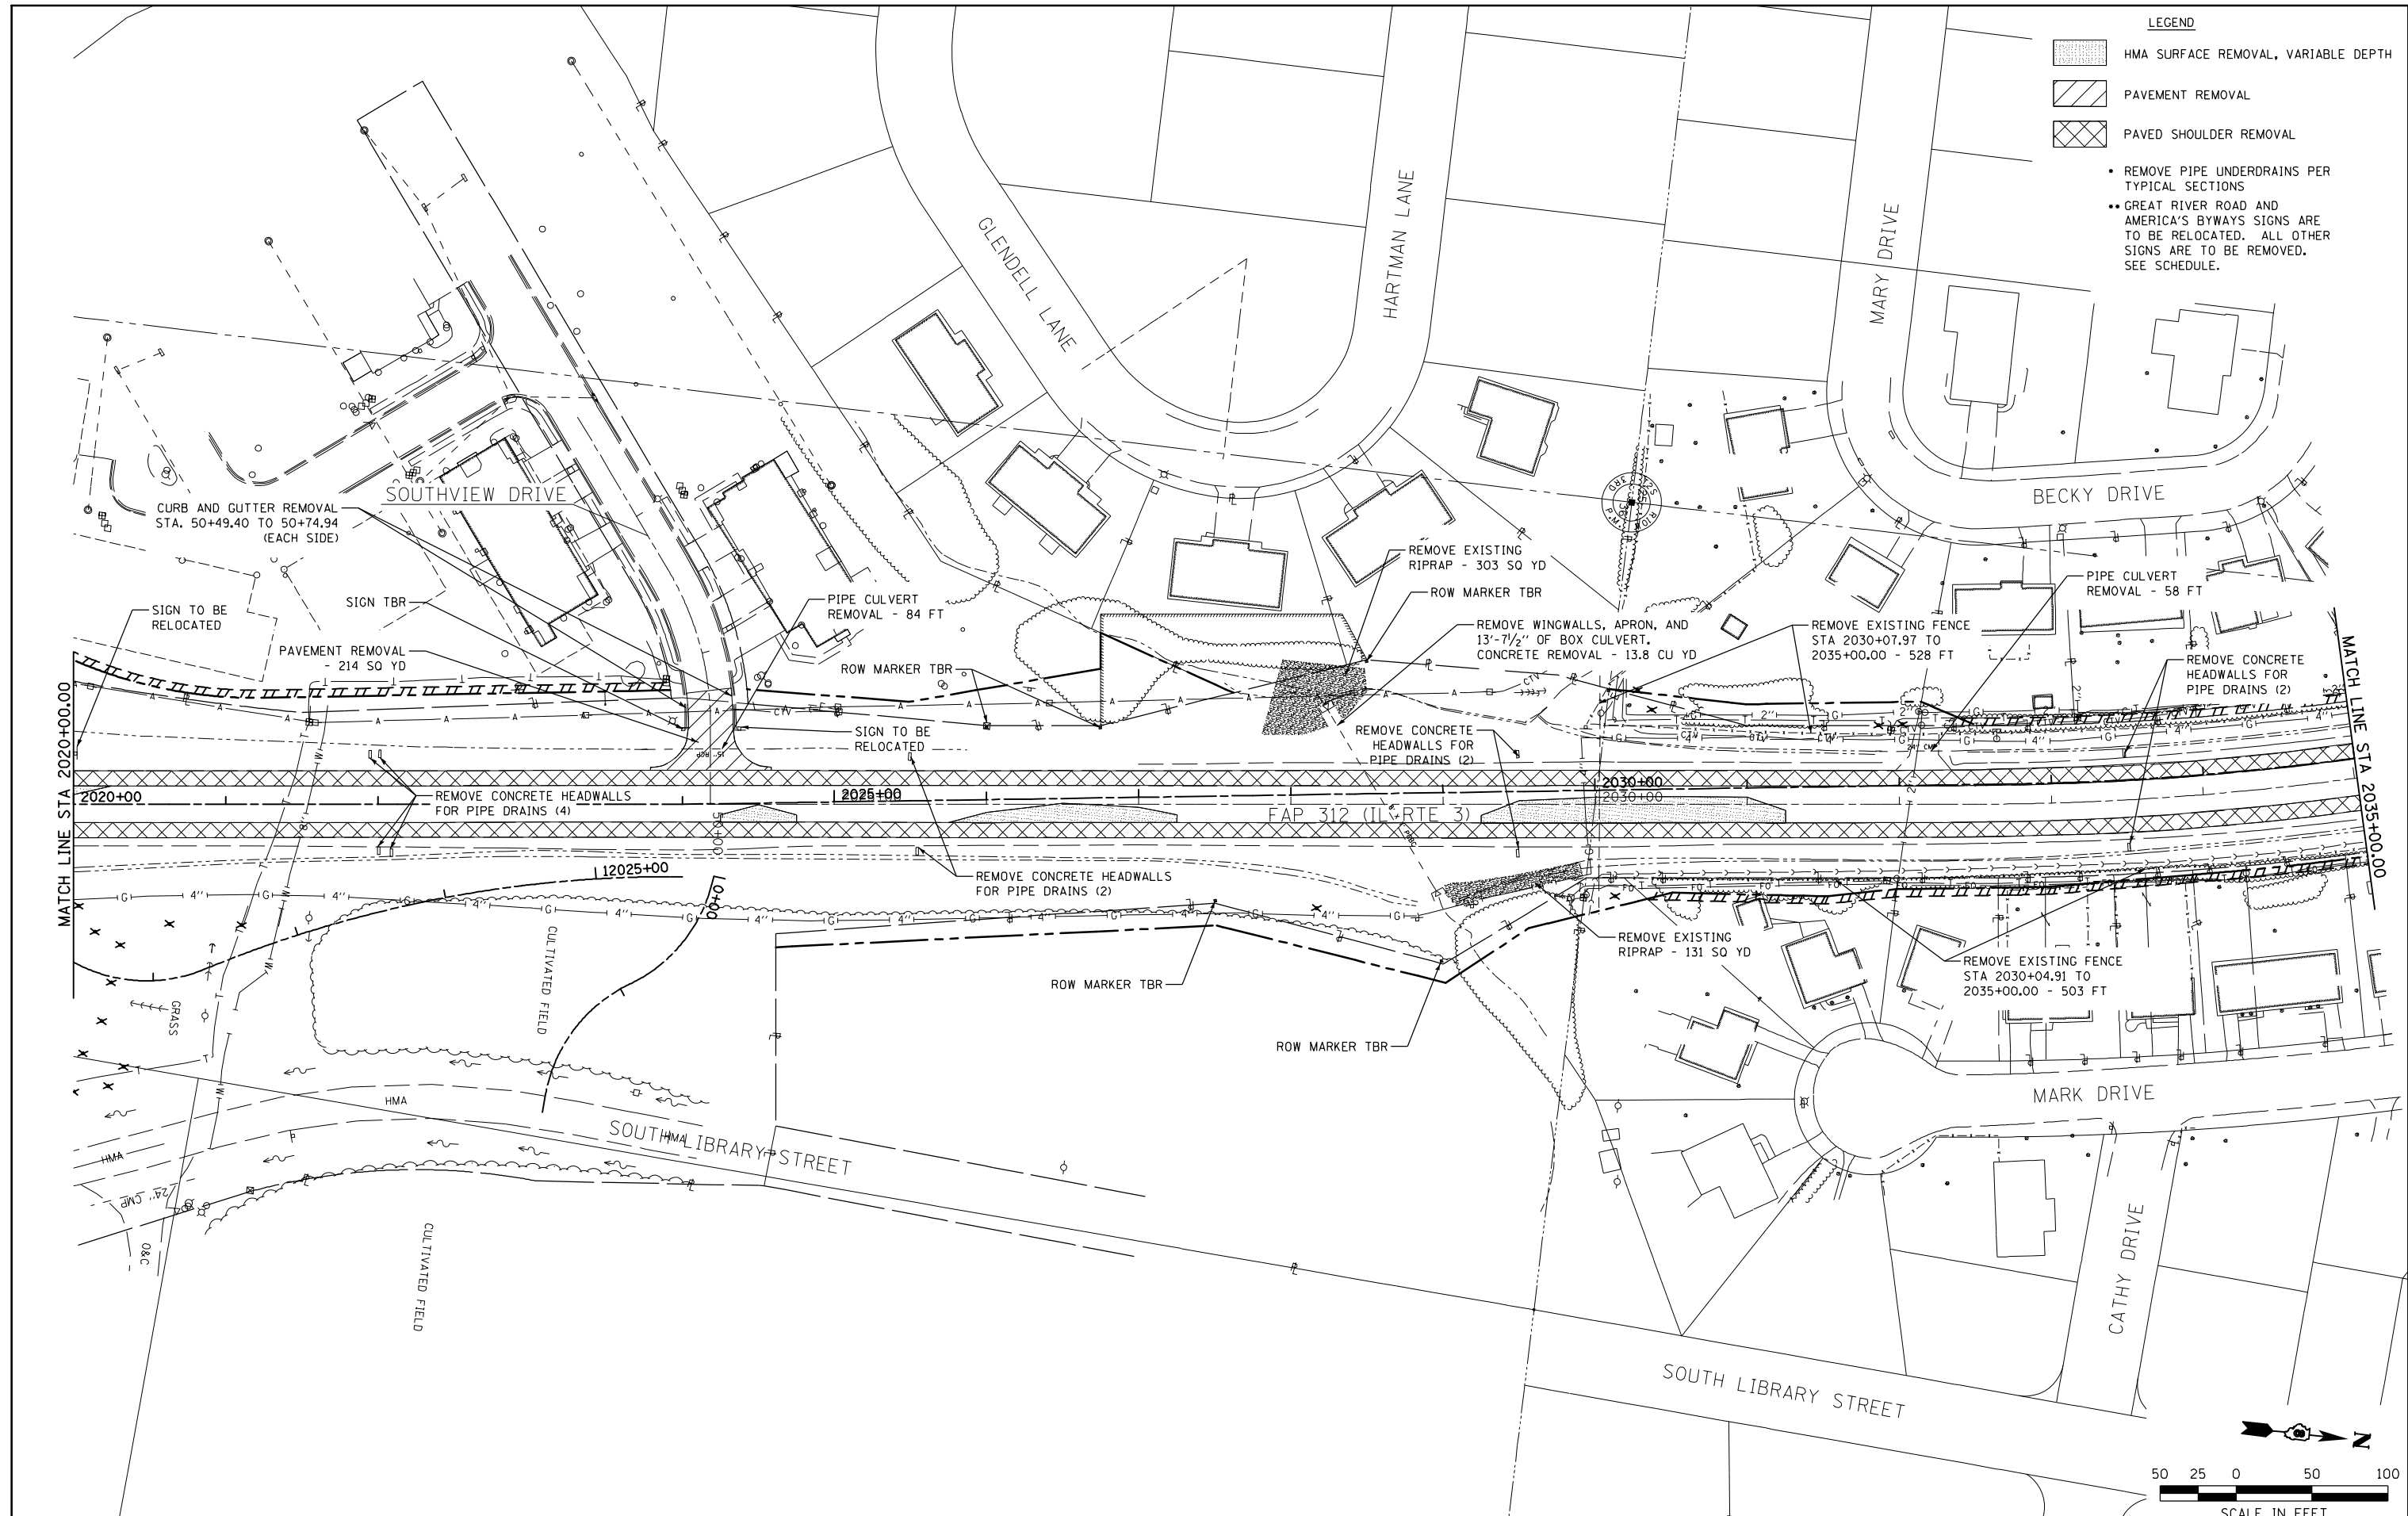 LEGEND
HMA SURFACE REMOVAL, VARIABLE DEPTH
PAVEMENT REMOVAL
PAVED SHOULDER REMOVAL
• REMOVE PIPE UNDERDRAINS PER
TYPICAL SECTIONS
•• GREAT RIVER ROAD AND
AMERICA'S BYWAYS SIGNS ARE
TO BE RELOCATED. ALL OTHER
SIGNS ARE TO BE REMOVED.
SEE SCHEDULE.
GLENDELL LANE
HARTMAN LANE
MARY DRIVE
BECKY DRIVE
SOUTHVIEW DRIVE
CURB AND GUTTER REMOVAL
STA. 50+49.40 TO 50+74.94
(EACH SIDE)
SIGN TO BE
RELOCATED
SIGN TBR
PAVEMENT REMOVAL
- 214 SQ YD
PIPE CULVERT
REMOVAL - 84 FT
ROW MARKER TBR
SIGN TO BE
RELOCATED
REMOVE EXISTING
RIPRAP - 303 SQ YD
ROW MARKER TBR
REMOVE WINGWALLS, APRON, AND
13'-7½" OF BOX CULVERT.
CONCRETE REMOVAL - 13.8 CU YD
REMOVE EXISTING FENCE
STA 2030+07.97 TO
2035+00.00 - 528 FT
PIPE CULVERT
REMOVAL - 58 FT
REMOVE CONCRETE
HEADWALLS FOR
PIPE DRAINS (2)
REMOVE CONCRETE
HEADWALLS FOR
PIPE DRAINS (2)
MATCH LINE STA 2020+00.00
MATCH LINE STA 2035+00.00
2020+00
2025+00
2025+00
2030+00
2030+00
50+00
FAP 312 (IL RTE 3)
REMOVE CONCRETE HEADWALLS
FOR PIPE DRAINS (4)
REMOVE CONCRETE HEADWALLS
FOR PIPE DRAINS (2)
12025+00
10+00
ROW MARKER TBR
ROW MARKER TBR
REMOVE EXISTING
RIPRAP - 131 SQ YD
REMOVE EXISTING FENCE
STA 2030+04.91 TO
2035+00.00 - 503 FT
CULTIVATED FIELD
GRASS
HMA
HMA
HMA
SOUTH LIBRARY STREET
24" CMP
O&C
CULTIVATED FIELD
MARK DRIVE
CATHY DRIVE
SOUTH LIBRARY STREET
N
50 25 0 50 100
SCALE IN FEET